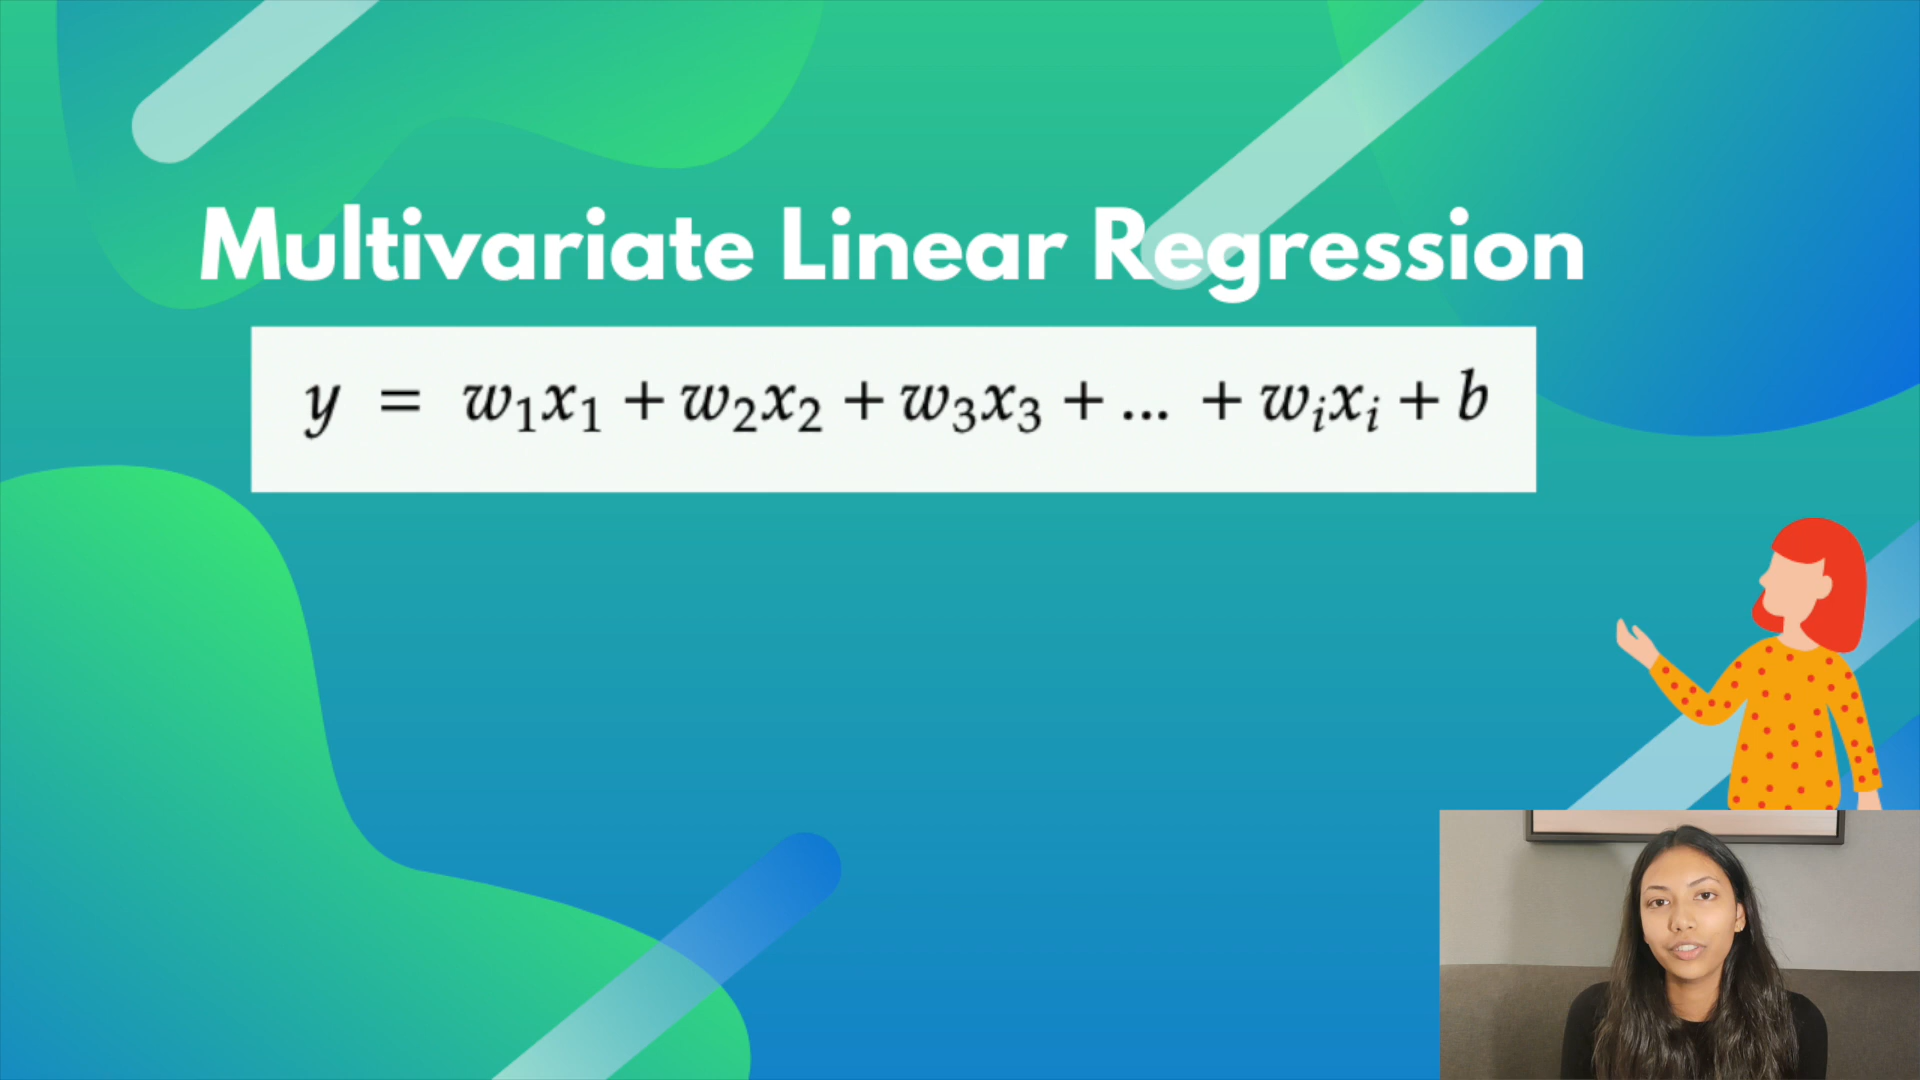 Multivariate Linear Regression
y = w₁x₁ + w₂x₂ + w₃x₃ + ... + wᵢxᵢ + b